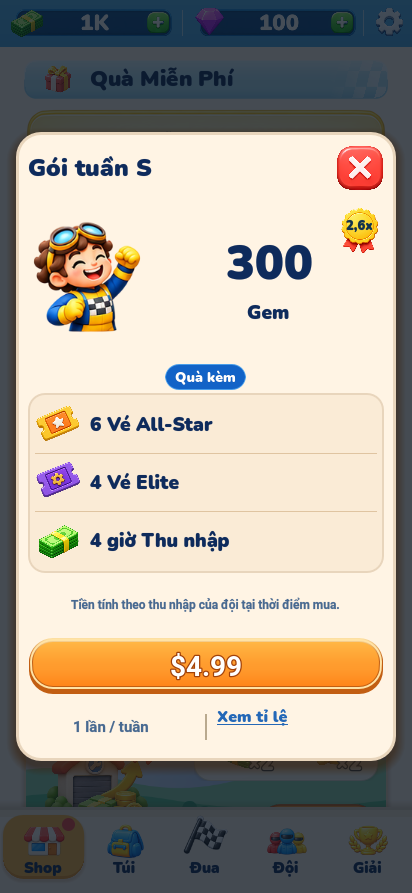 1K
100
Quà Miễn Phí
Gói tuần S
2,6x
300
Gem
Quà kèm
6 Vé All-Star
4 Vé Elite
4 giờ Thu nhập
Tiền tính theo thu nhập của đội tại thời điểm mua.
$4.99
1 lần / tuần
Xem tỉ lệ
Shop
Túi
Đua
Đội
Giải